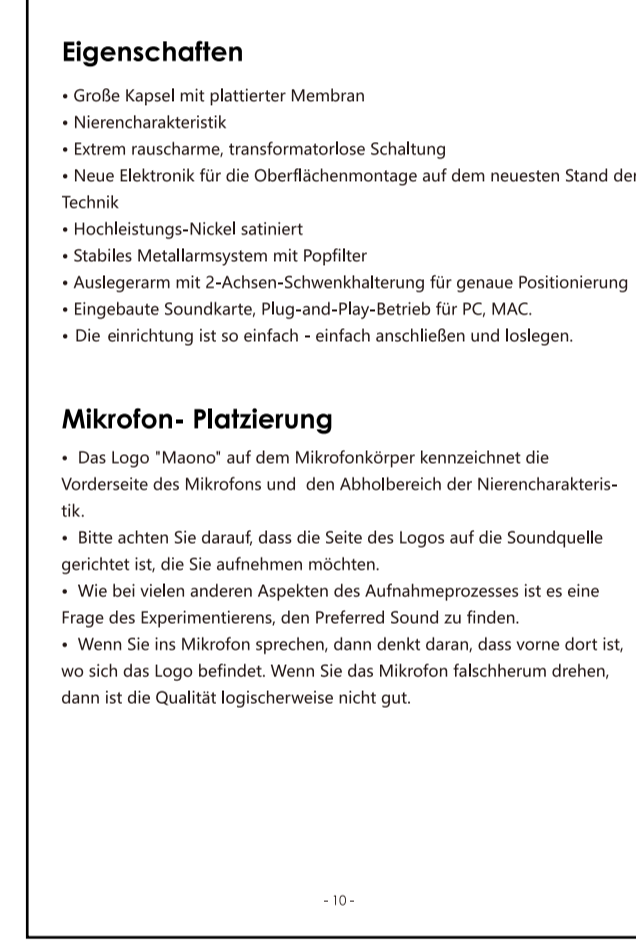 Eigenschaften
• Große Kapsel mit plattierter Membran
• Nierencharakteristik
• Extrem rauscharme, transformatorlose Schaltung
• Neue Elektronik für die Oberflächenmontage auf dem neuesten Stand der
Technik
• Hochleistungs-Nickel satiniert
• Stabiles Metallarmsystem mit Popfilter
• Auslegerarm mit 2-Achsen-Schwenkhalterung für genaue Positionierung
• Eingebaute Soundkarte, Plug-and-Play-Betrieb für PC, MAC.
• Die einrichtung ist so einfach - einfach anschließen und loslegen.
Mikrofon- Platzierung
• Das Logo "Maono" auf dem Mikrofonkörper kennzeichnet die
Vorderseite des Mikrofons und den Abholbereich der Nierencharakteris-
tik.
• Bitte achten Sie darauf, dass die Seite des Logos auf die Soundquelle
gerichtet ist, die Sie aufnehmen möchten.
• Wie bei vielen anderen Aspekten des Aufnahmeprozesses ist es eine
Frage des Experimentierens, den Preferred Sound zu finden.
• Wenn Sie ins Mikrofon sprechen, dann denkt daran, dass vorne dort ist,
wo sich das Logo befindet. Wenn Sie das Mikrofon falschherum drehen,
dann ist die Qualität logischerweise nicht gut.
- 10 -